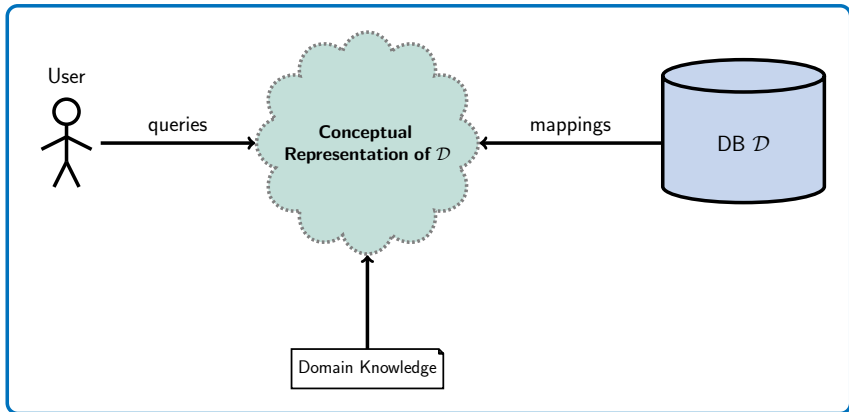 User
queries
Conceptual
Representation of 𝒟
mappings
DB 𝒟
Domain Knowledge